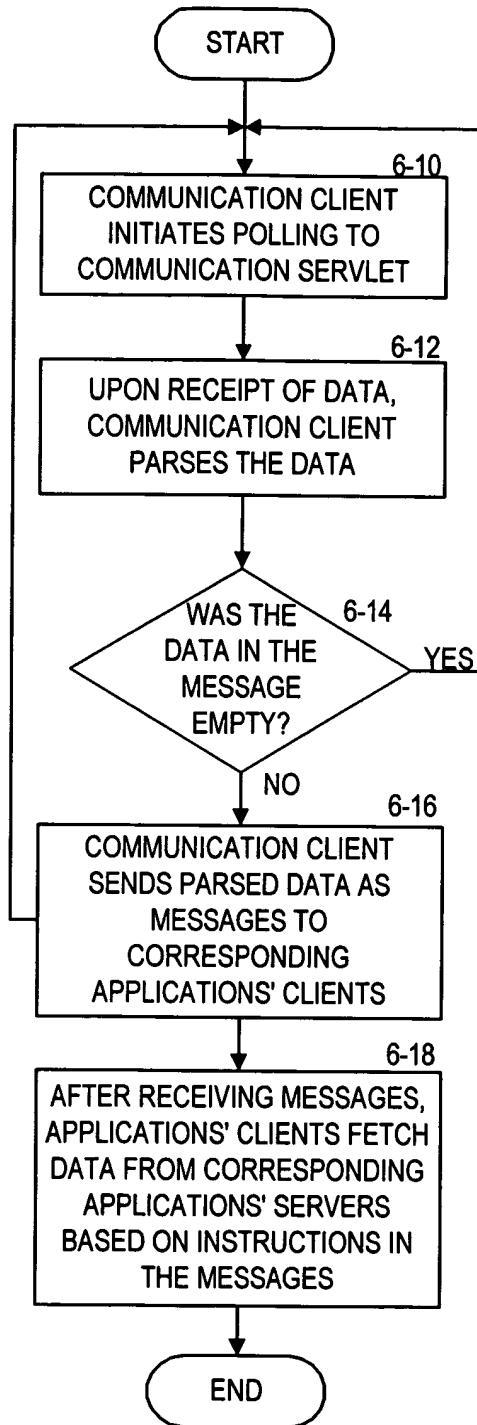 START
6-10
COMMUNICATION CLIENT
INITIATES POLLING TO
COMMUNICATION SERVLET
6-12
UPON RECEIPT OF DATA,
COMMUNICATION CLIENT
PARSES THE DATA
6-14
WAS THE
DATA IN THE
MESSAGE
EMPTY?
YES
NO
6-16
COMMUNICATION CLIENT
SENDS PARSED DATA AS
MESSAGES TO
CORRESPONDING
APPLICATIONS' CLIENTS
6-18
AFTER RECEIVING MESSAGES,
APPLICATIONS' CLIENTS FETCH
DATA FROM CORRESPONDING
APPLICATIONS' SERVERS
BASED ON INSTRUCTIONS IN
THE MESSAGES
END